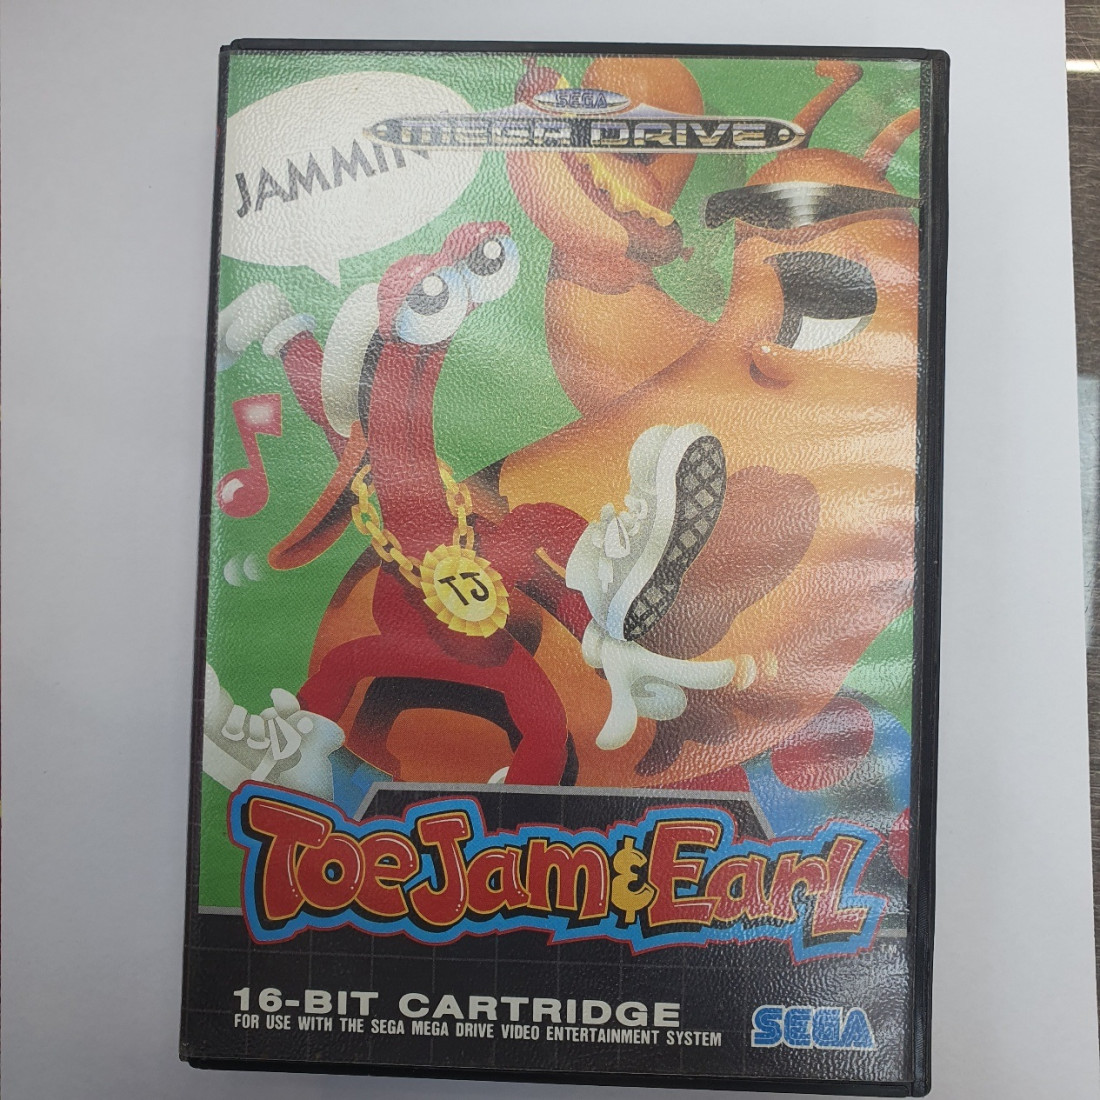 SEGA
MEGA DRIVE
JAMMIN'
TJ
ToeJam & Earl
TM
16-BIT CARTRIDGE
FOR USE WITH THE SEGA MEGA DRIVE VIDEO ENTERTAINMENT SYSTEM
SEGA